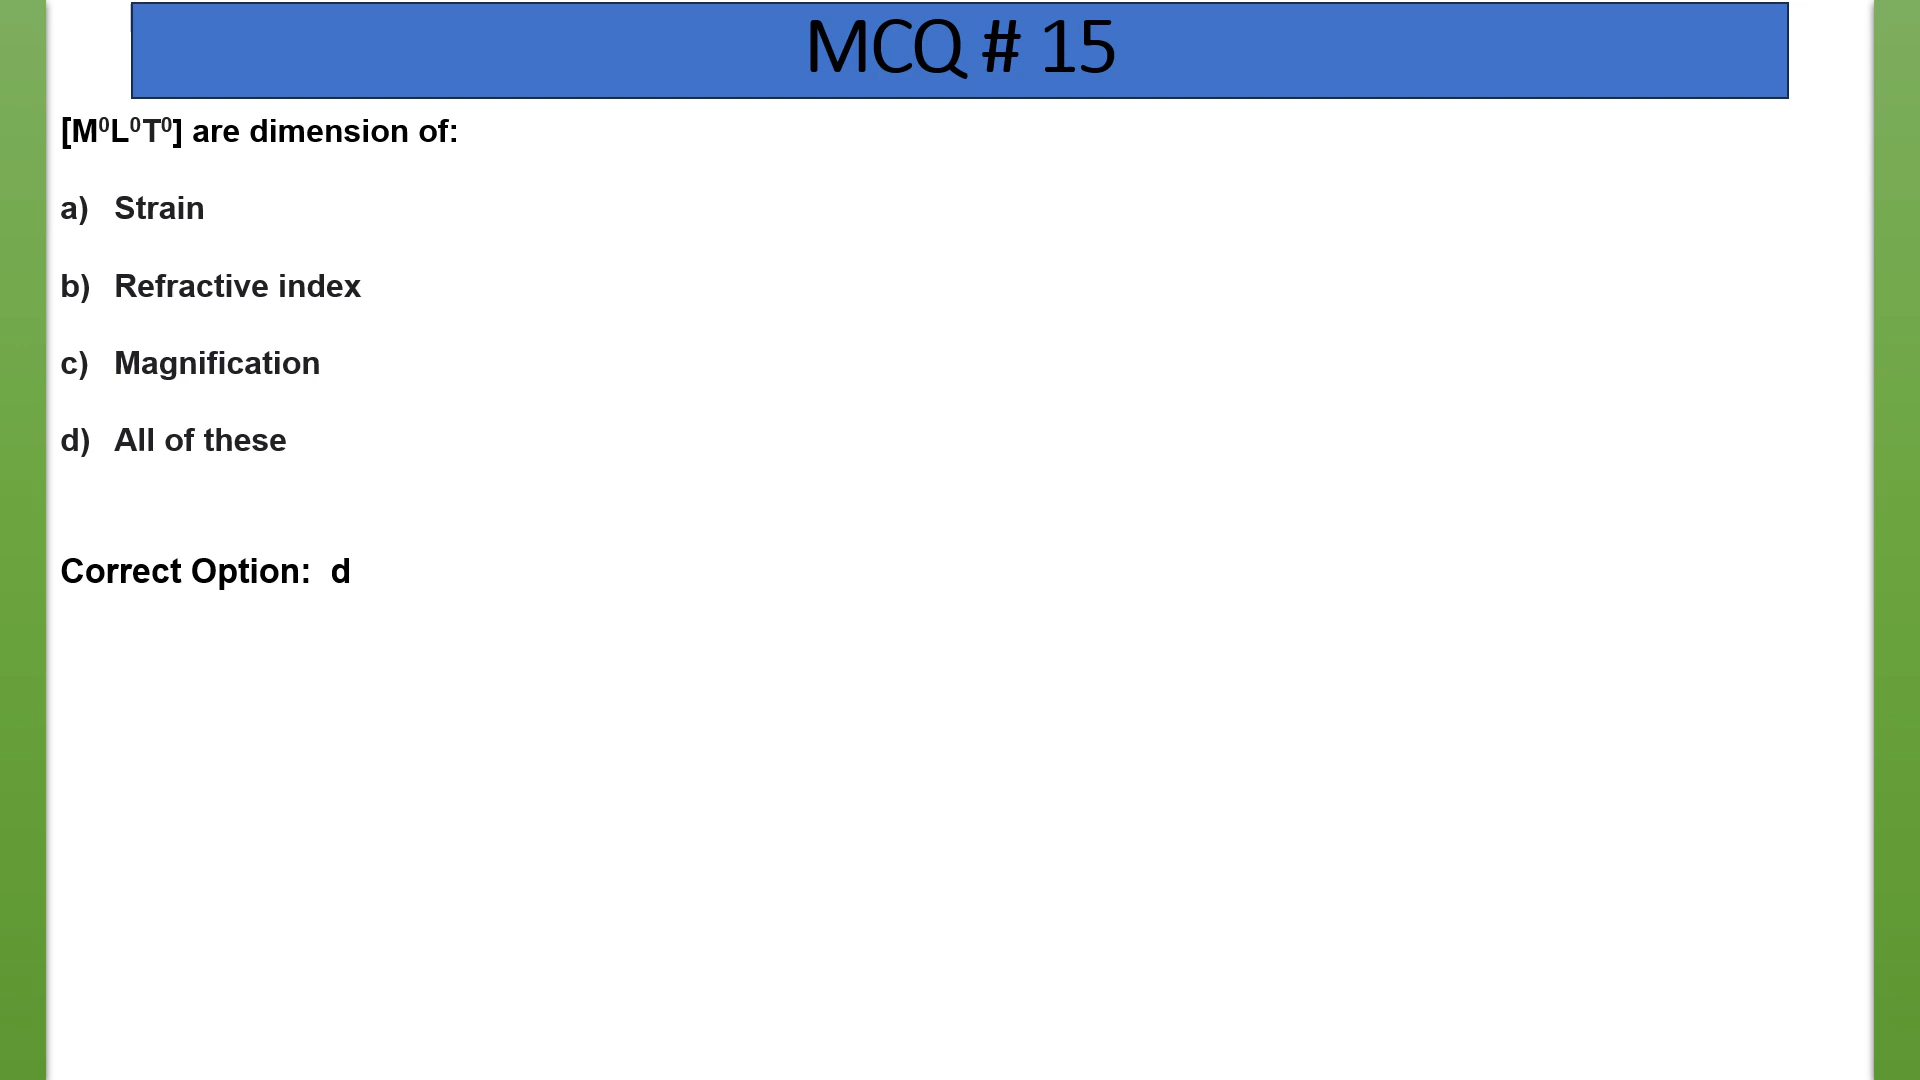 MCQ # 15
[M⁰L⁰T⁰] are dimension of:
a) Strain
b) Refractive index
c) Magnification
d) All of these
Correct Option: d